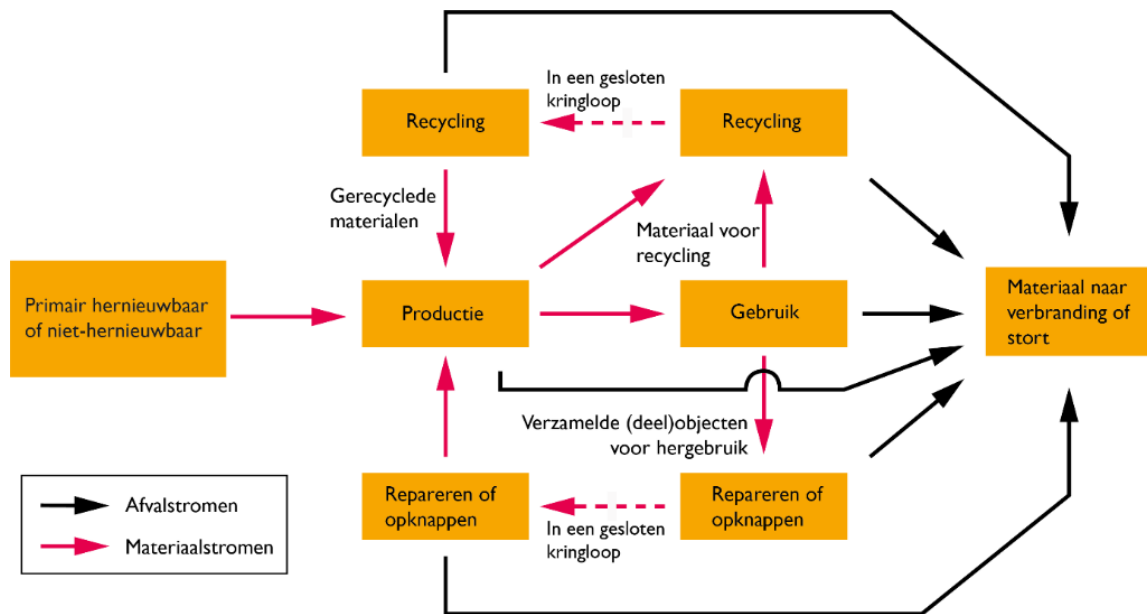 In een gesloten
kringloop
Recycling
Recycling
Gerecyclede
materialen
Materiaal voor
recycling
Primair hernieuwbaar
of niet-hernieuwbaar
Productie
Gebruik
Materiaal naar
verbranding of
stort
Verzamelde (deel)objecten
voor hergebruik
Repareren of
opknappen
In een gesloten
kringloop
Repareren of
opknappen
Afvalstromen
Materiaalstromen